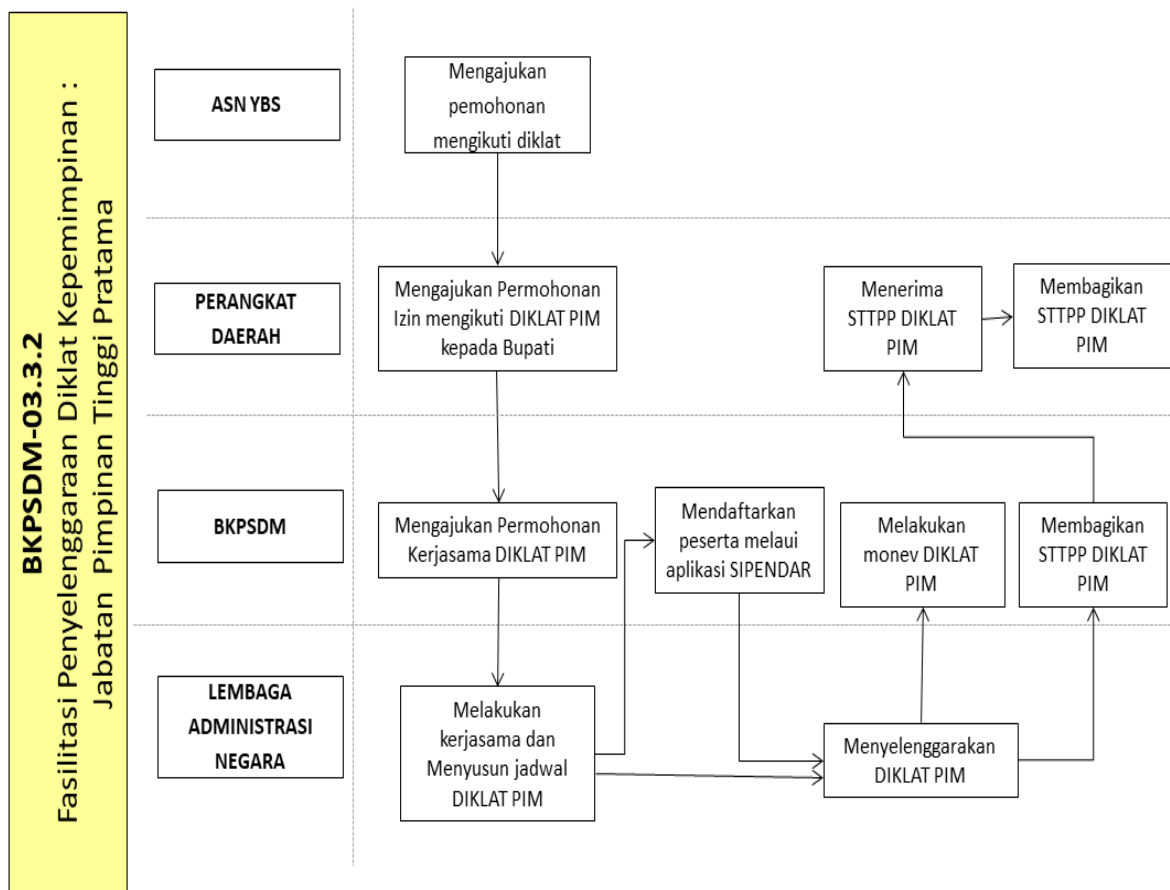 BKPSDM-03.3.2
Fasilitasi Penyelenggaraan Diklat Kepemimpinan :
Jabatan Pimpinan Tinggi Pratama
ASN YBS
Mengajukan
pemohonan
mengikuti diklat
PERANGKAT
DAERAH
Mengajukan Permohonan
Izin mengikuti DIKLAT PIM
kepada Bupati
Menerima
STTPP DIKLAT
PIM
Membagikan
STTPP DIKLAT
PIM
BKPSDM
Mengajukan Permohonan
Kerjasama DIKLAT PIM
Mendaftarkan
peserta melaui
aplikasi SIPENDAR
Melakukan
monev DIKLAT
PIM
Membagikan
STTPP DIKLAT
PIM
LEMBAGA
ADMINISTRASI
NEGARA
Melakukan
kerjasama dan
Menyusun jadwal
DIKLAT PIM
Menyelenggarakan
DIKLAT PIM